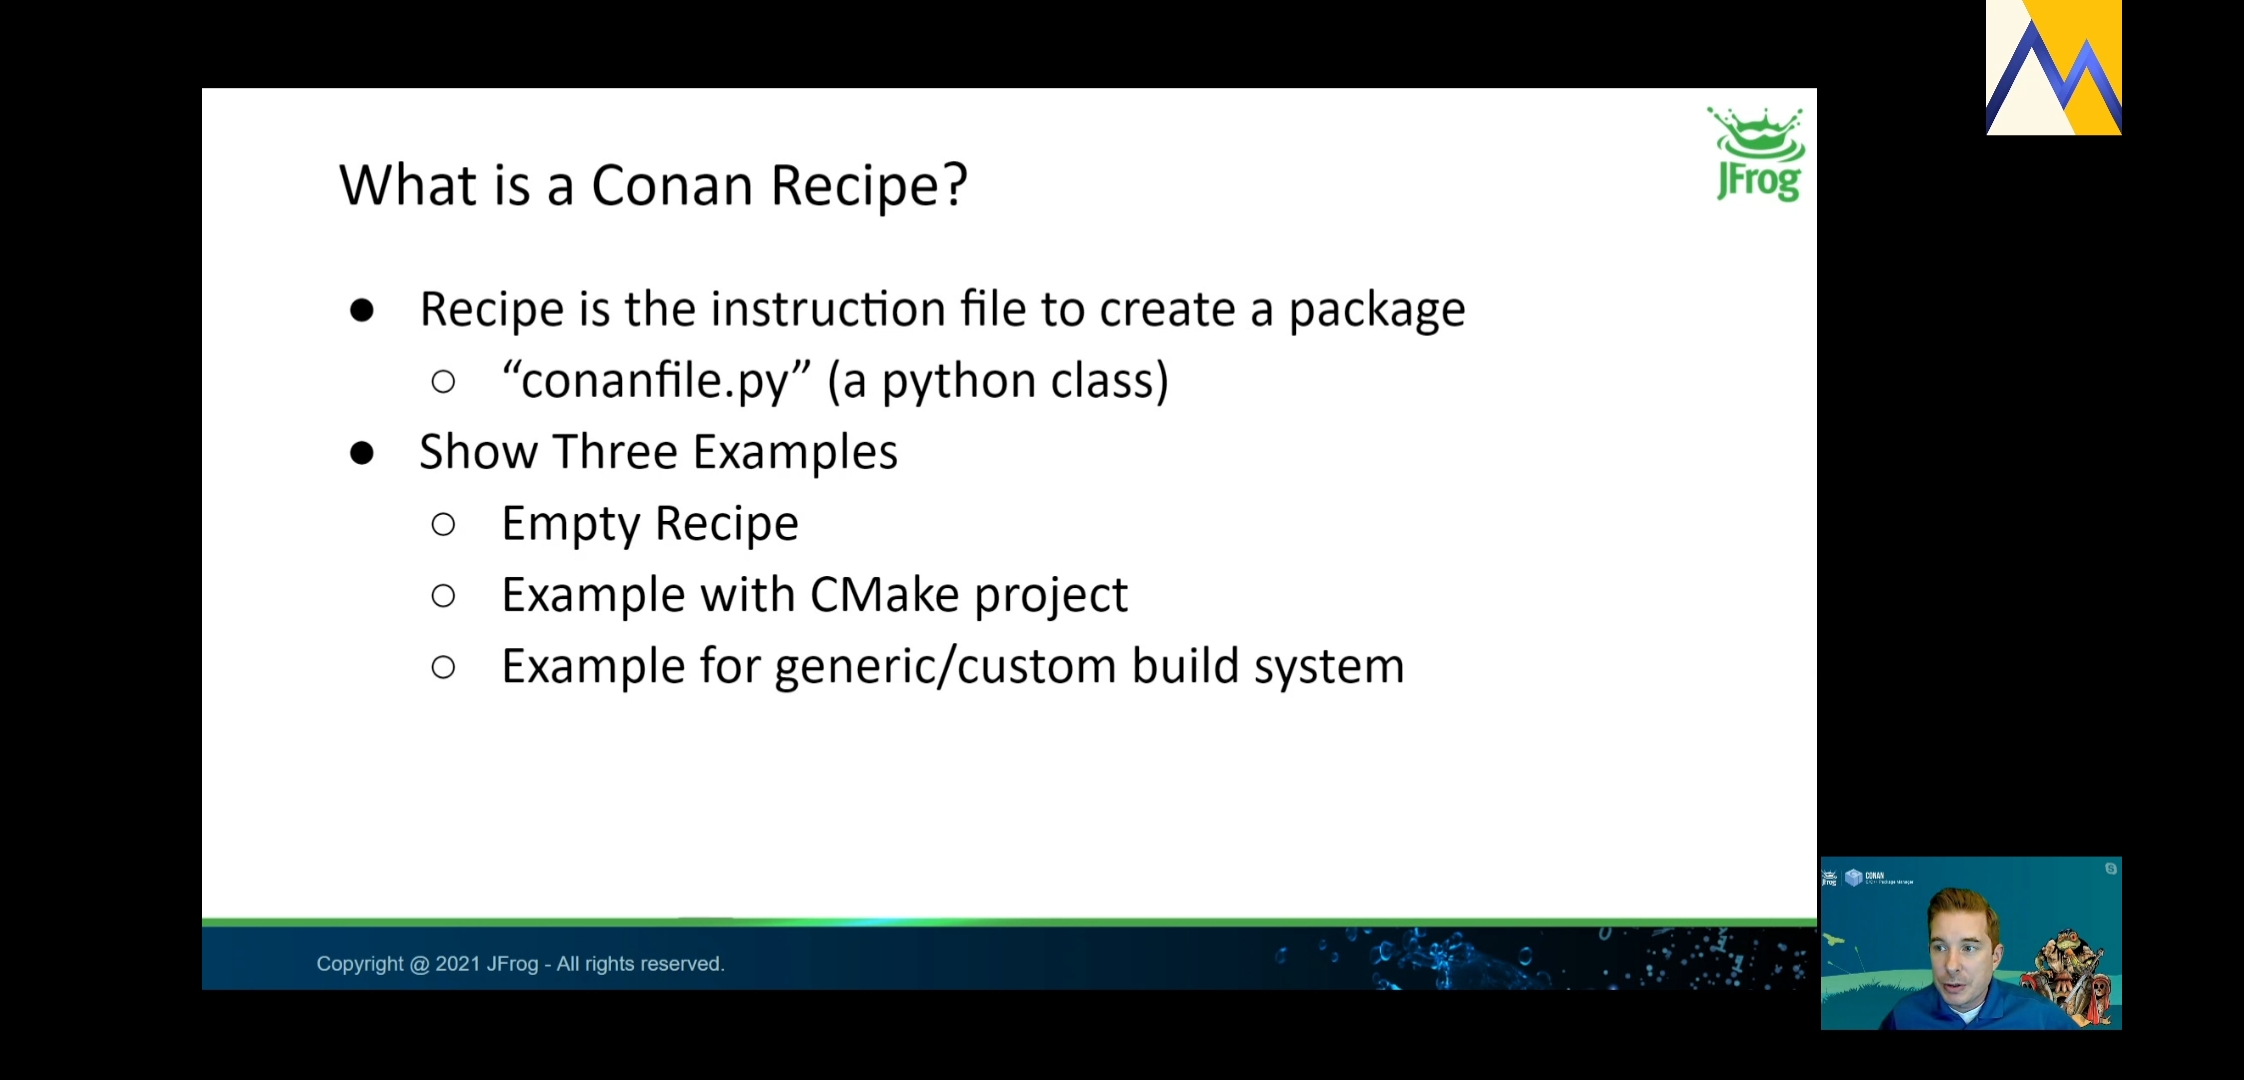 JFrog
What is a Conan Recipe?
● Recipe is the instruction file to create a package
○ “conanfile.py” (a python class)
● Show Three Examples
○ Empty Recipe
○ Example with CMake project
○ Example for generic/custom build system
Copyright @ 2021 JFrog - All rights reserved.
JFrog
CONAN
C/C++ Package Manager